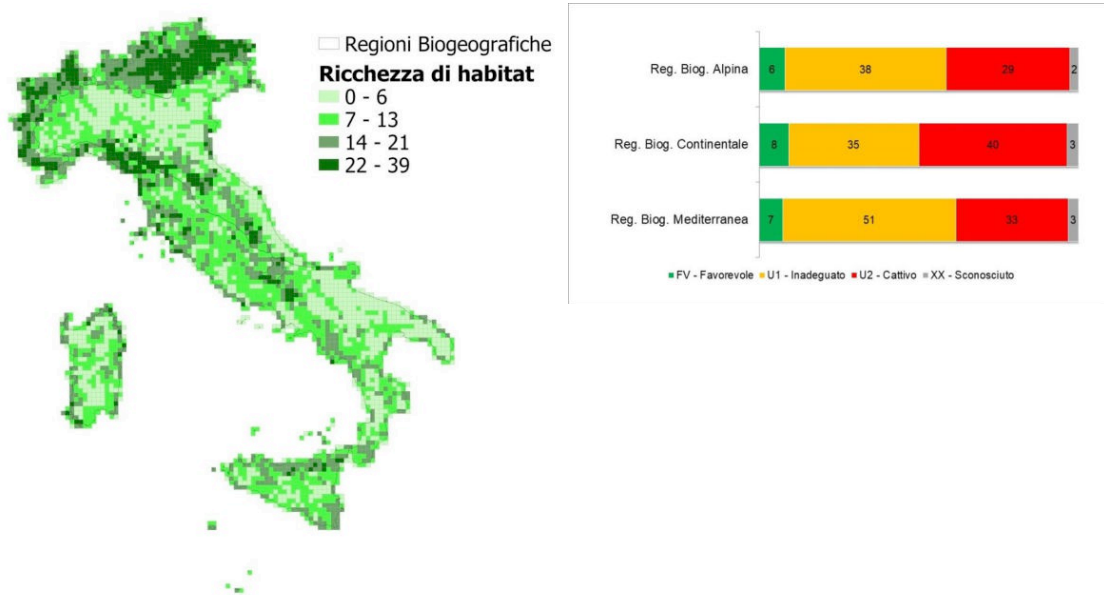 Regioni Biogeografiche
Ricchezza di habitat
0 - 6
7 - 13
14 - 21
22 - 39
Reg. Biog. Alpina 6 38 29 2
Reg. Biog. Continentale 8 35 40 3
Reg. Biog. Mediterranea 7 51 33 3
FV - Favorevole U1 - Inadeguato U2 - Cattivo XX - Sconosciuto